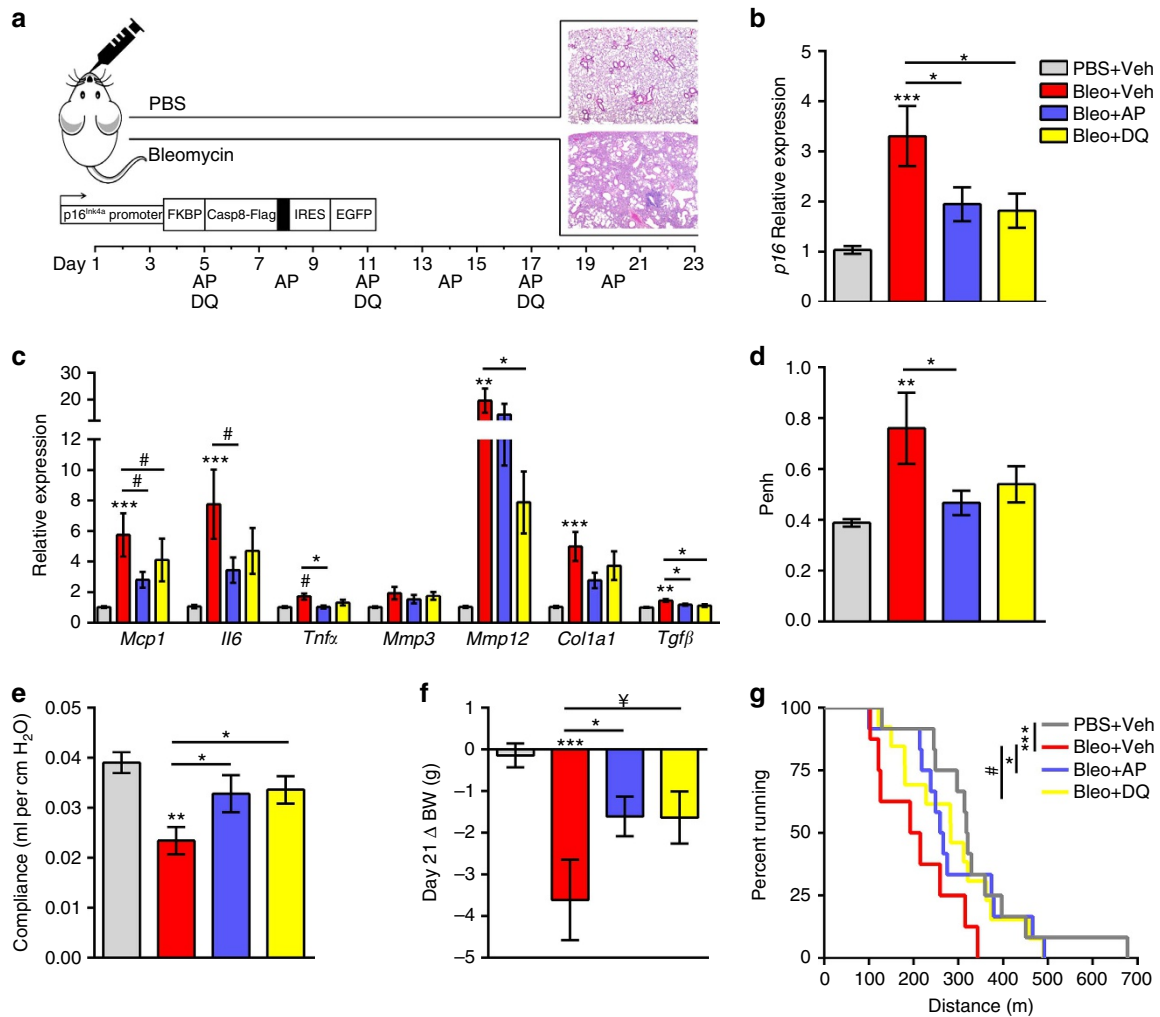 a
PBS
Bleomycin
p16Ink4a promoter FKBP Casp8-Flag IRES EGFP
Day 1 3 5 7 9 11 13 15 17 19 21 23
AP AP AP AP AP AP
DQ DQ DQ
b
p16 Relative expression
5
4
3
2
1
0
***
*
*
PBS+Veh
Bleo+Veh
Bleo+AP
Bleo+DQ
c
Relative expression
30
20
12
10
8
6
4
2
0
*** # #
*** #
# *
** *
***
** * *
Mcp1 Il6 Tnfα Mmp3 Mmp12 Col1a1 Tgfβ
d
Penh
1.0
0.8
0.6
0.4
0.2
0.0
**
*
e
Compliance (ml per cm H2O)
0.05
0.04
0.03
0.02
0.01
0.00
**
*
*
f
Day 21 Δ BW (g)
1
0
–1
–2
–3
–4
–5
***
*
¥
g
Percent running
100
75
50
25
0
0 100 200 300 400 500 600 700
Distance (m)
# * ***
PBS+Veh
Bleo+Veh
Bleo+AP
Bleo+DQ